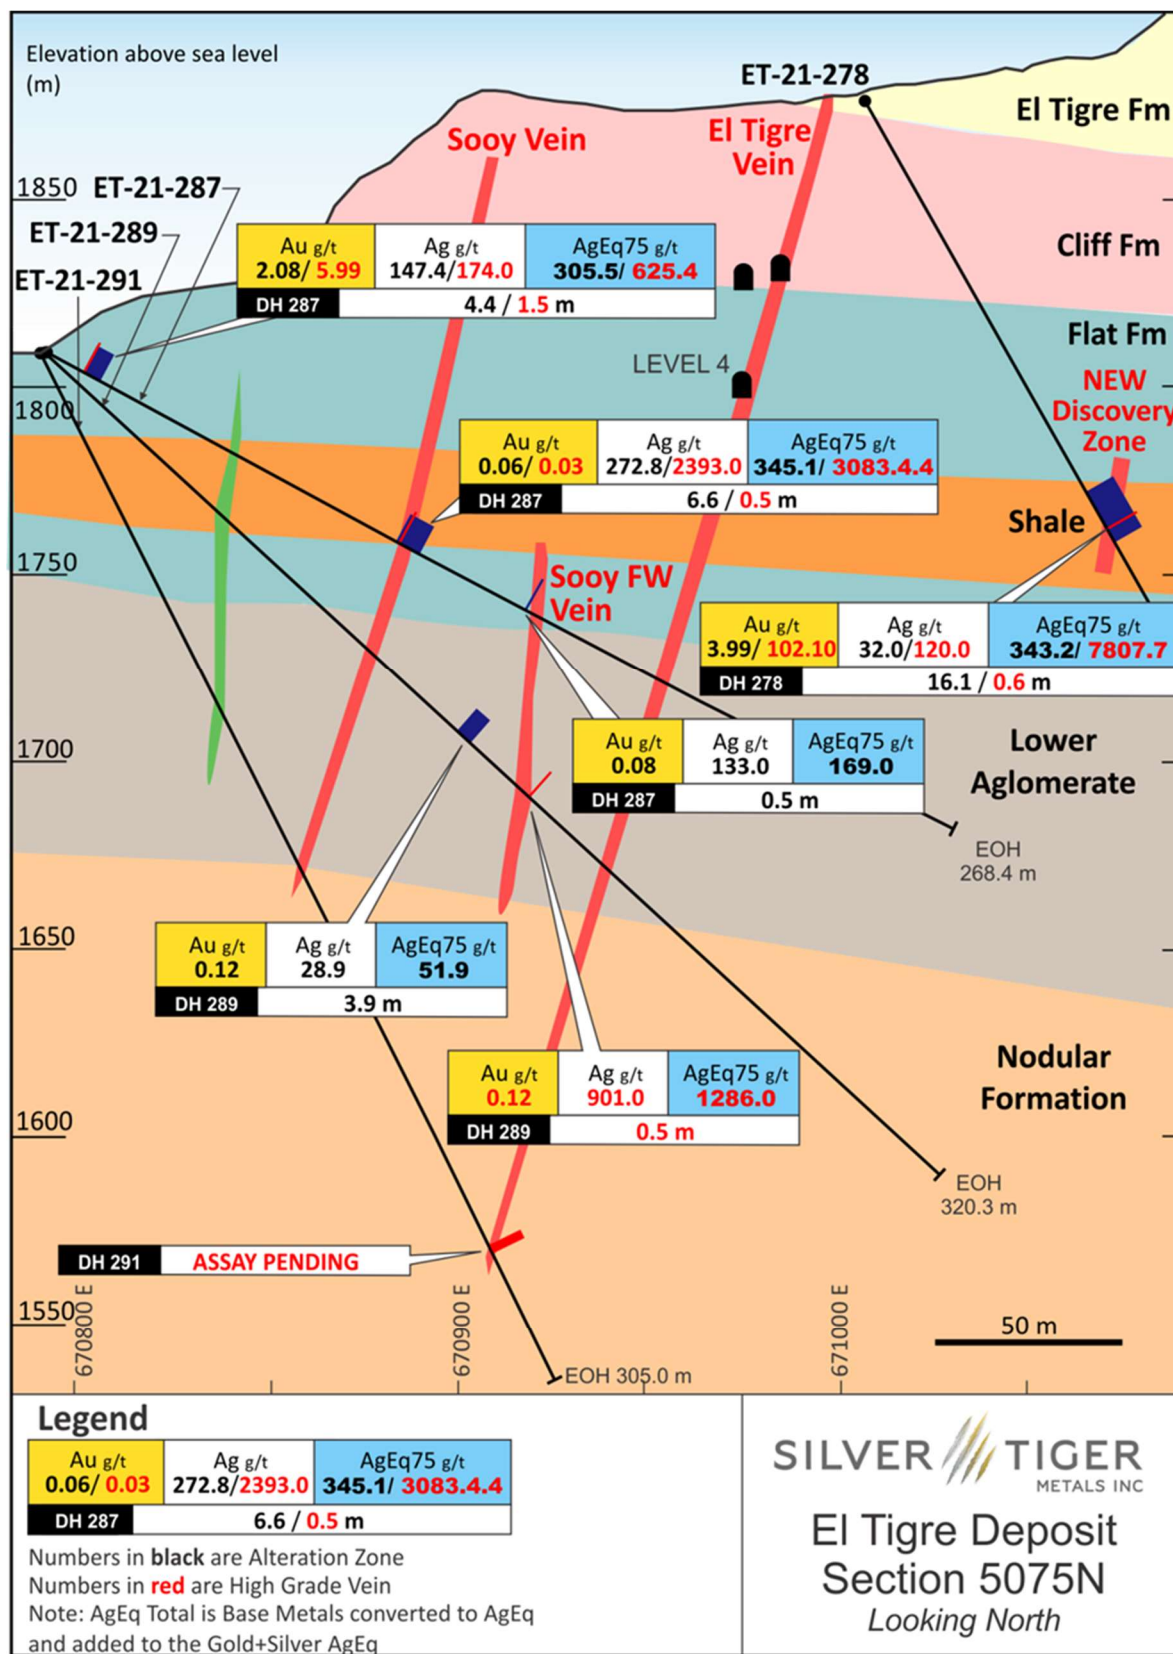 Elevation above sea level
(m)
ET-21-278
El Tigre Fm
Sooy Vein
El Tigre
Vein
1850
ET-21-287
ET-21-289
ET-21-291
Cliff Fm
Au g/t
2.08/ 5.99
Ag g/t
147.4/174.0
AgEq75 g/t
305.5/ 625.4
DH 287
4.4 / 1.5 m
Flat Fm
LEVEL 4
NEW
Discovery
Zone
1800
Au g/t
0.06/ 0.03
Ag g/t
272.8/2393.0
AgEq75 g/t
345.1/ 3083.4.4
DH 287
6.6 / 0.5 m
Shale
1750
Sooy FW
Vein
Au g/t
3.99/ 102.10
Ag g/t
32.0/120.0
AgEq75 g/t
343.2/ 7807.7
DH 278
16.1 / 0.6 m
1700
Au g/t
0.08
Ag g/t
133.0
AgEq75 g/t
169.0
DH 287
0.5 m
Lower
Aglomerate
EOH
268.4 m
1650
Au g/t
0.12
Ag g/t
28.9
AgEq75 g/t
51.9
DH 289
3.9 m
Au g/t
0.12
Ag g/t
901.0
AgEq75 g/t
1286.0
DH 289
0.5 m
Nodular
Formation
1600
EOH
320.3 m
DH 291
ASSAY PENDING
1550
670800 E
670900 E
671000 E
50 m
EOH 305.0 m
Legend
Au g/t
0.06/ 0.03
Ag g/t
272.8/2393.0
AgEq75 g/t
345.1/ 3083.4.4
DH 287
6.6 / 0.5 m
Numbers in black are Alteration Zone
Numbers in red are High Grade Vein
Note: AgEq Total is Base Metals converted to AgEq
and added to the Gold+Silver AgEq
SILVER TIGER
METALS INC
El Tigre Deposit
Section 5075N
Looking North